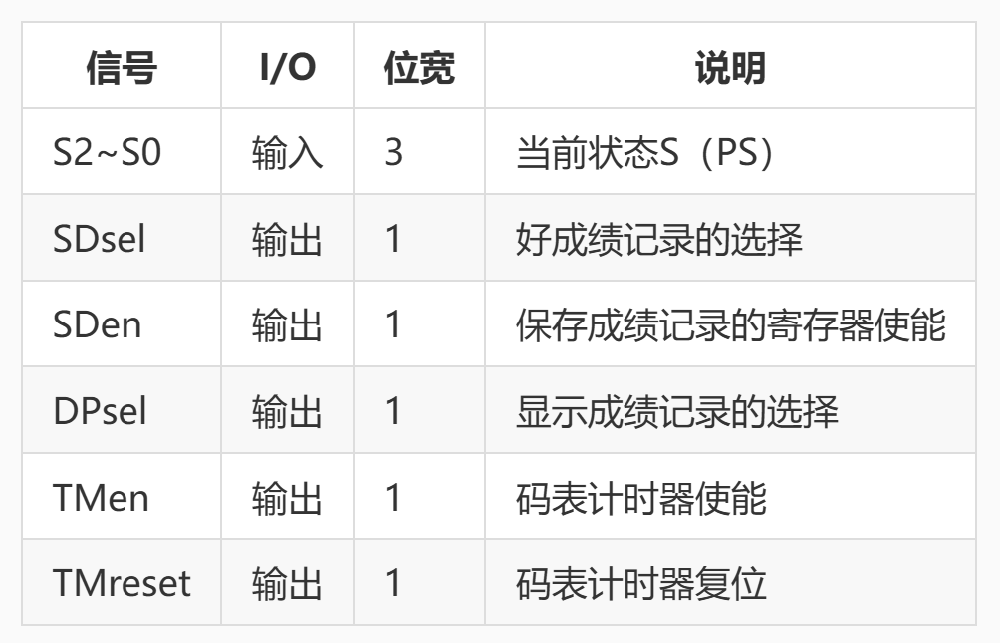 信号 I/O 位宽 说明
S2~S0 输入 3 当前状态S（PS）
SDsel 输出 1 好成绩记录的选择
SDen 输出 1 保存成绩记录的寄存器使能
DPsel 输出 1 显示成绩记录的选择
TMen 输出 1 码表计时器使能
TMreset 输出 1 码表计时器复位